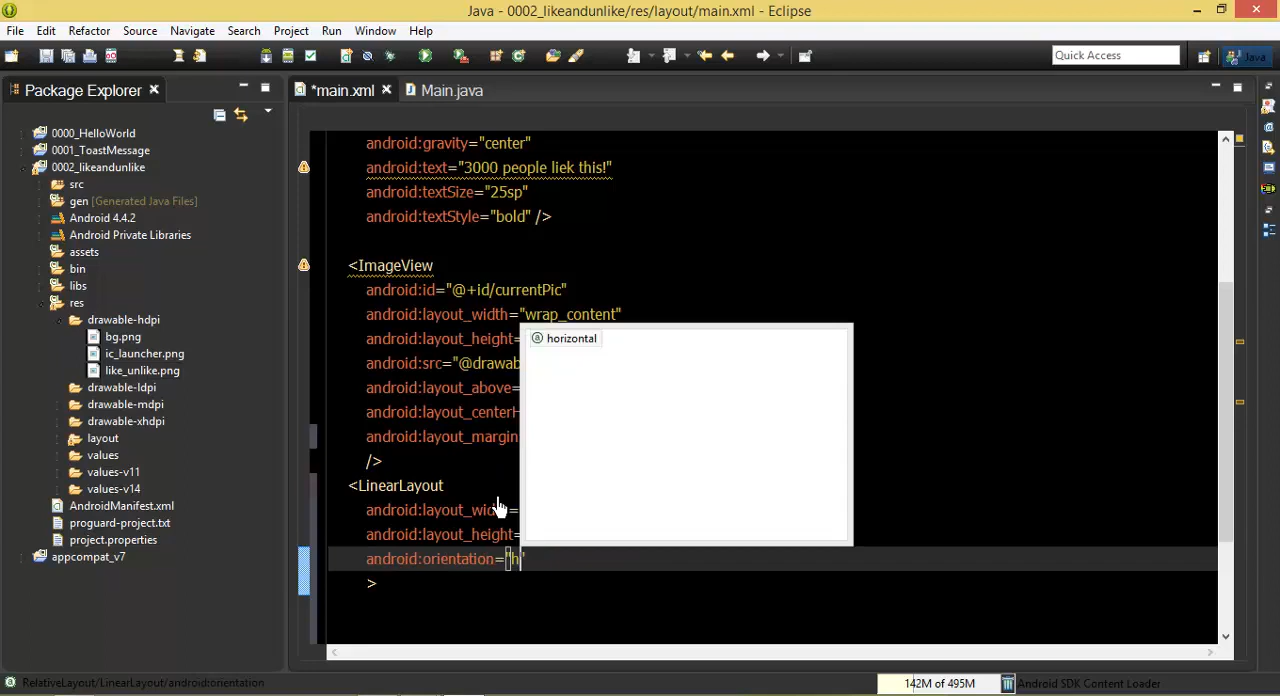 Java - 0002_likeandunlike/res/layout/main.xml - Eclipse
File Edit Refactor Source Navigate Search Project Run Window Help
Quick Access
Java
Package Explorer
*main.xml
Main.java
0000_HelloWorld
0001_ToastMessage
0002_likeandunlike
src
gen [Generated Java Files]
Android 4.4.2
Android Private Libraries
assets
bin
libs
res
drawable-hdpi
bg.png
ic_launcher.png
like_unlike.png
drawable-ldpi
drawable-mdpi
drawable-xhdpi
layout
values
values-v11
values-v14
AndroidManifest.xml
proguard-project.txt
project.properties
appcompat_v7
android:gravity="center"
android:text="3000 people liek this!"
android:textSize="25sp"
android:textStyle="bold" />
<ImageView
android:id="@+id/currentPic"
android:layout_width="wrap_content"
android:layout_height=
android:src="@drawab
android:layout_above=
android:layout_centerH
android:layout_margin
/>
<LinearLayout
android:layout_width=
android:layout_height=
android:orientation="h"
>
horizontal
RelativeLayout/LinearLayout/android:orientation
142M of 495M
Android SDK Content Loader